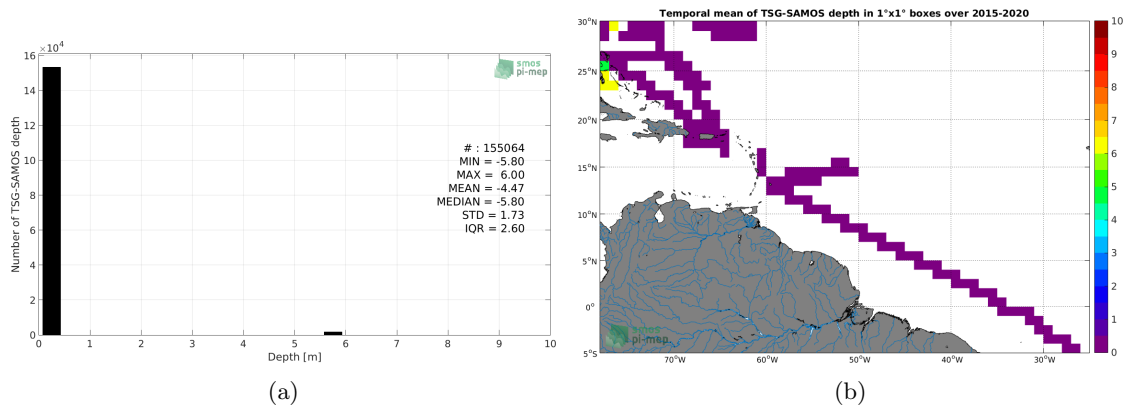 ×10⁴
16
14
12
10
8
6
4
2
0
Number of TSG-SAMOS depth
smos
pi-mep
# : 155064
MIN = -5.80
MAX = 6.00
MEAN = -4.47
MEDIAN = -5.80
STD = 1.73
IQR = 2.60
0 1 2 3 4 5 6 7 8 9 10
Depth [m]
(a)
Temporal mean of TSG-SAMOS depth in 1°x1° boxes over 2015-2020
30°N
25°N
20°N
15°N
10°N
5°N
0°
5°S
smos
pi-mep
70°W 60°W 50°W 40°W 30°W
10
9
8
7
6
5
4
3
2
1
0
(b)